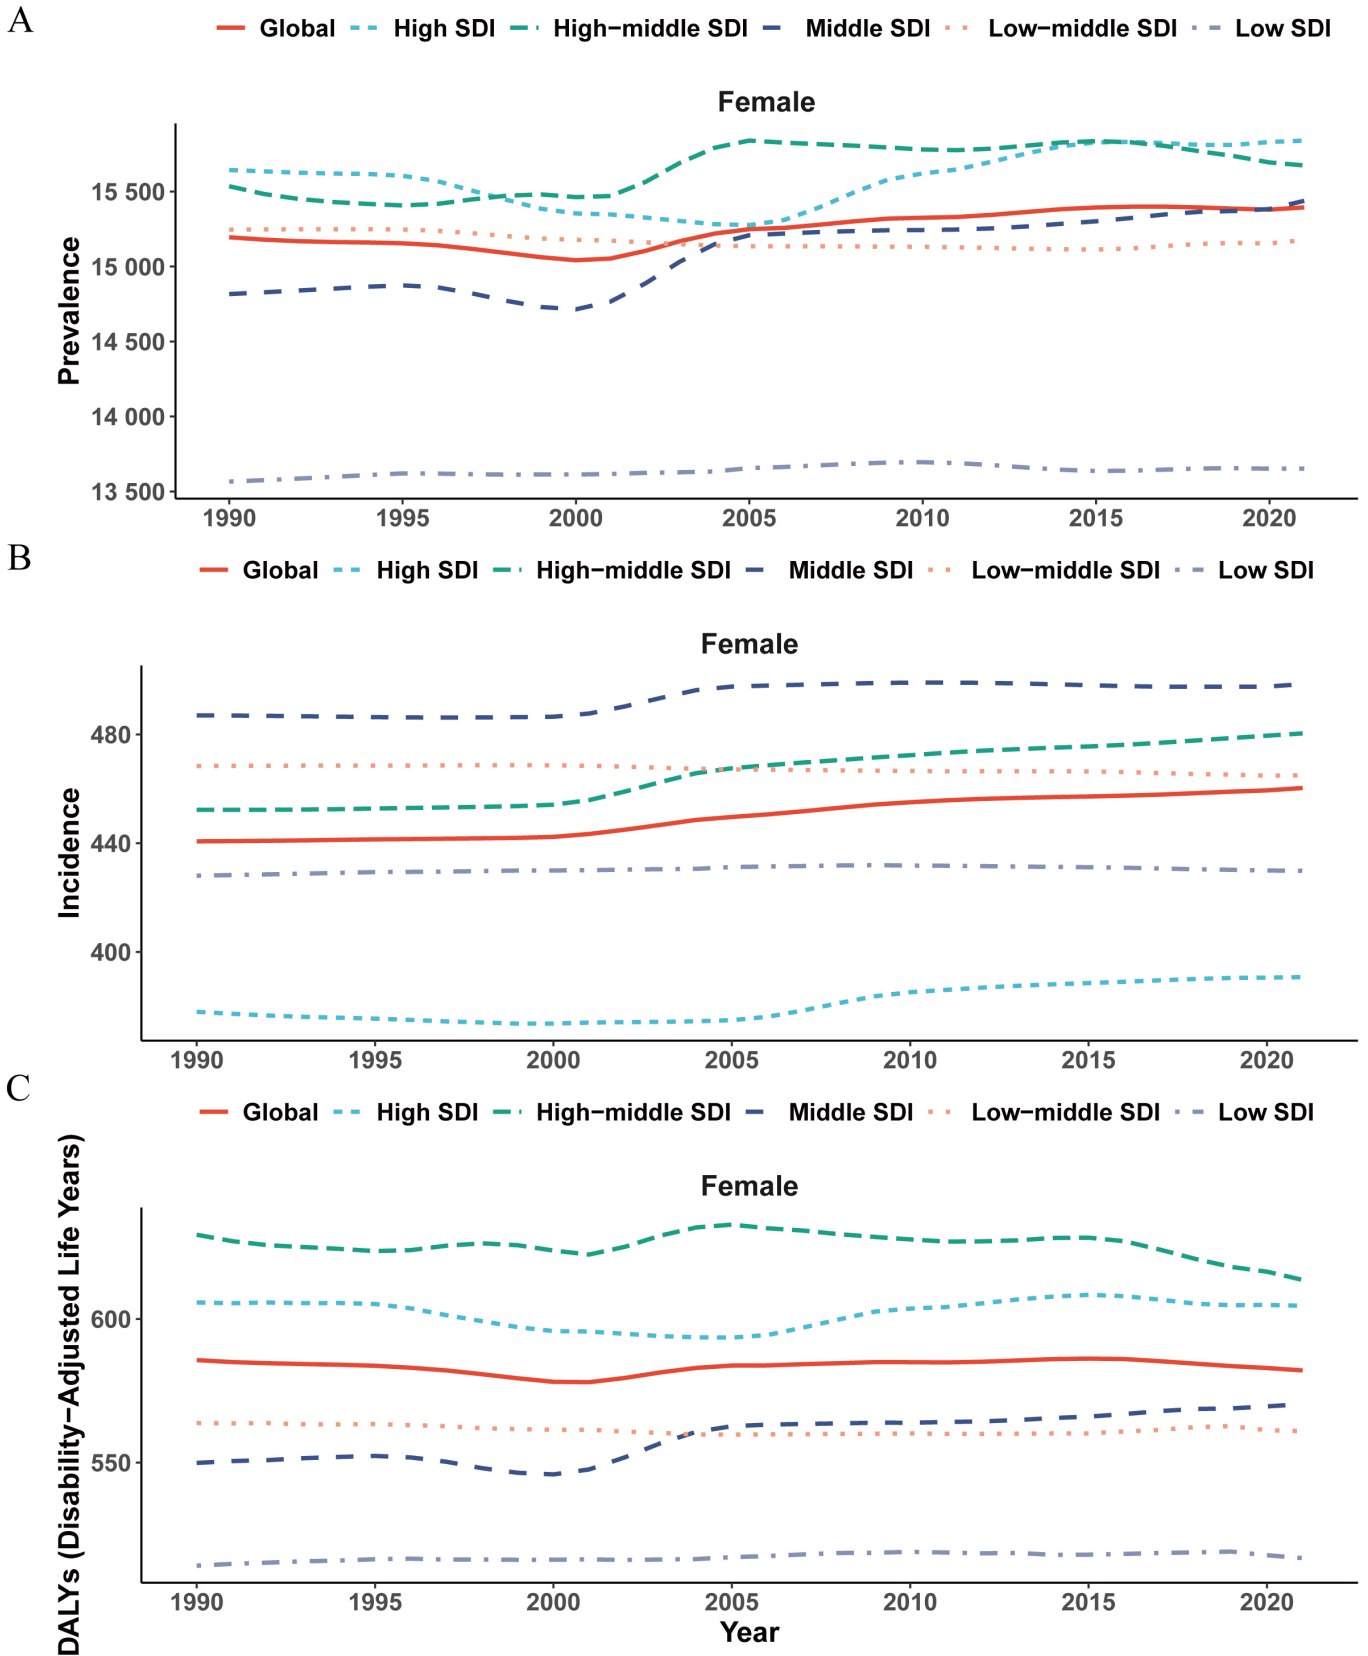 A
Global High SDI High−middle SDI Middle SDI Low−middle SDI Low SDI
Female
Prevalence
15 500
15 000
14 500
14 000
13 500
1990 1995 2000 2005 2010 2015 2020
B
Global High SDI High−middle SDI Middle SDI Low−middle SDI Low SDI
Female
Incidence
480
440
400
1990 1995 2000 2005 2010 2015 2020
C
Global High SDI High−middle SDI Middle SDI Low−middle SDI Low SDI
Female
DALYs (Disability−Adjusted Life Years)
600
550
1990 1995 2000 2005 2010 2015 2020
Year